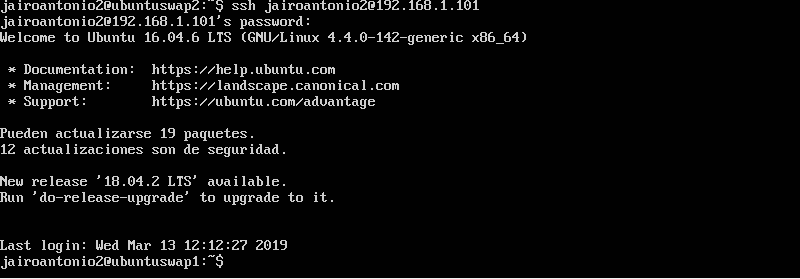 jairoantonio2@ubuntuswap2:~$ ssh jairoantonio2@192.168.1.101
jairoantonio2@192.168.1.101's password:
Welcome to Ubuntu 16.04.6 LTS (GNU/Linux 4.4.0-142-generic x86_64)
* Documentation:  https://help.ubuntu.com
* Management:     https://landscape.canonical.com
* Support:        https://ubuntu.com/advantage
Pueden actualizarse 19 paquetes.
12 actualizaciones son de seguridad.
New release '18.04.2 LTS' available.
Run 'do-release-upgrade' to upgrade to it.
Last login: Wed Mar 13 12:12:27 2019
jairoantonio2@ubuntuswap1:~$